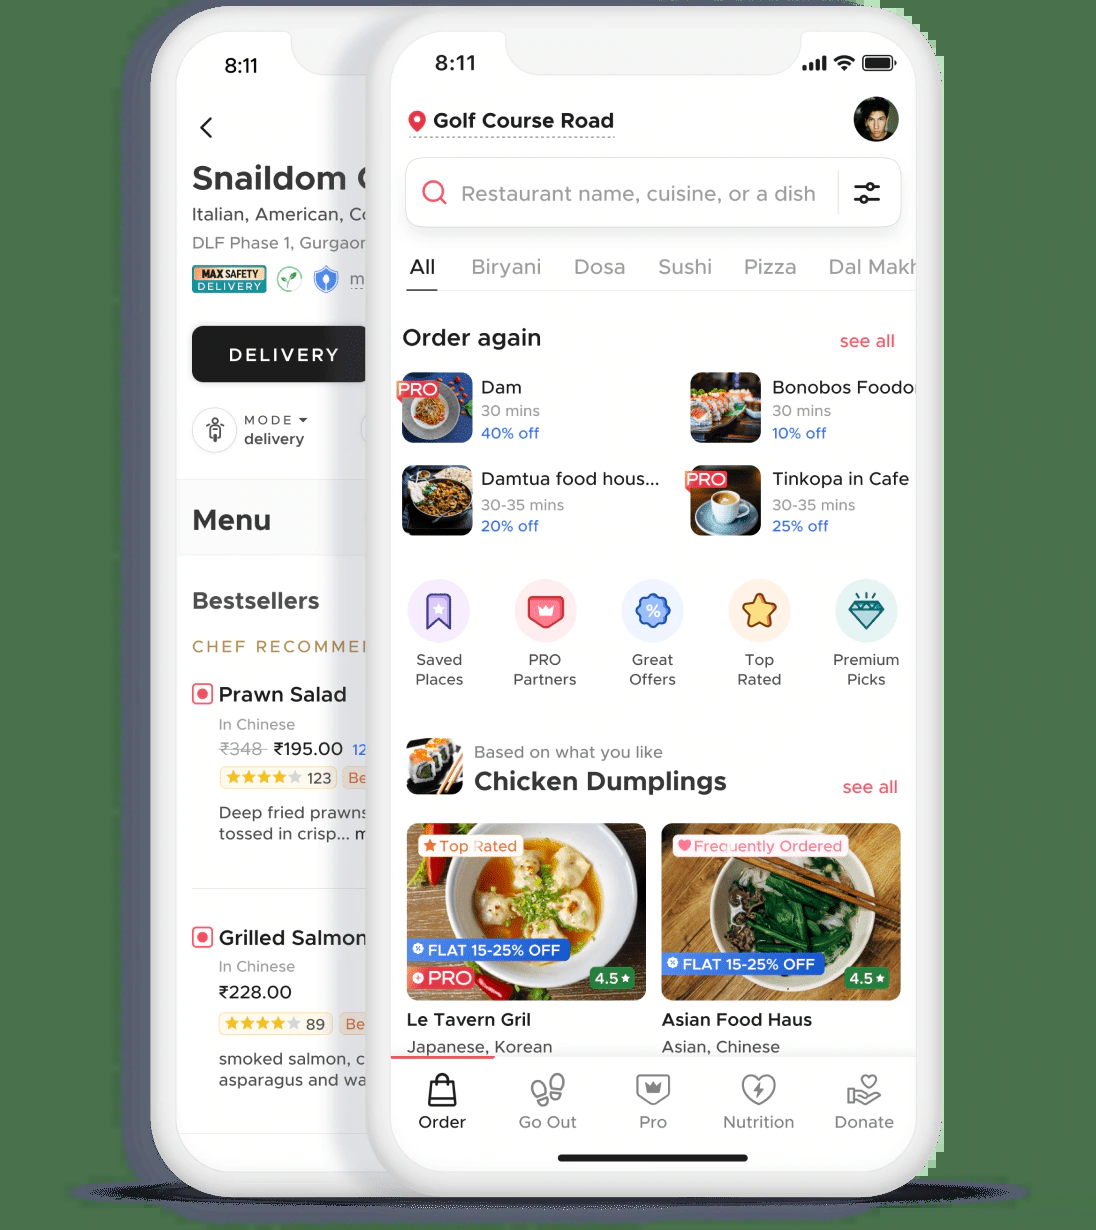 8:11
Snaildom
Italian, American,
DLF Phase 1,
MAX SAFETY
DELIVERY
DELIVERY
MODE
delivery
Menu
Bestsellers
CHEF
Prawn Salad
In Chinese
₹348 ₹195.00 12
123 Be
Deep fried prawns
tossed in crisp...
Grilled Salmon
In Chinese
₹228.00
89 Be
smoked salmon, c
asparagus and wa
8:11
Golf Course Road
Restaurant name, cuisine, or a dish
All Biryani Dosa Sushi Pizza Dal Makh
Order again
see all
PRO
Dam
30 mins
40% off
Bonobos Foodo
30 mins
10% off
Damtua food hous...
30-35 mins
20% off
PRO
Tinkopa in Cafe
30-35 mins
25% off
Saved
Places
PRO
Partners
%
Great
Offers
Top
Rated
Premium
Picks
Based on what you like
Chicken Dumplings
see all
Top Rated
FLAT 15-25% OFF
PRO
4.5
Le Tavern Gril
Japanese, Korean
Frequently Ordered
FLAT 15-25% OFF
4.5
Asian Food Haus
Asian, Chinese
Order
Go Out
Pro
Nutrition
Donate